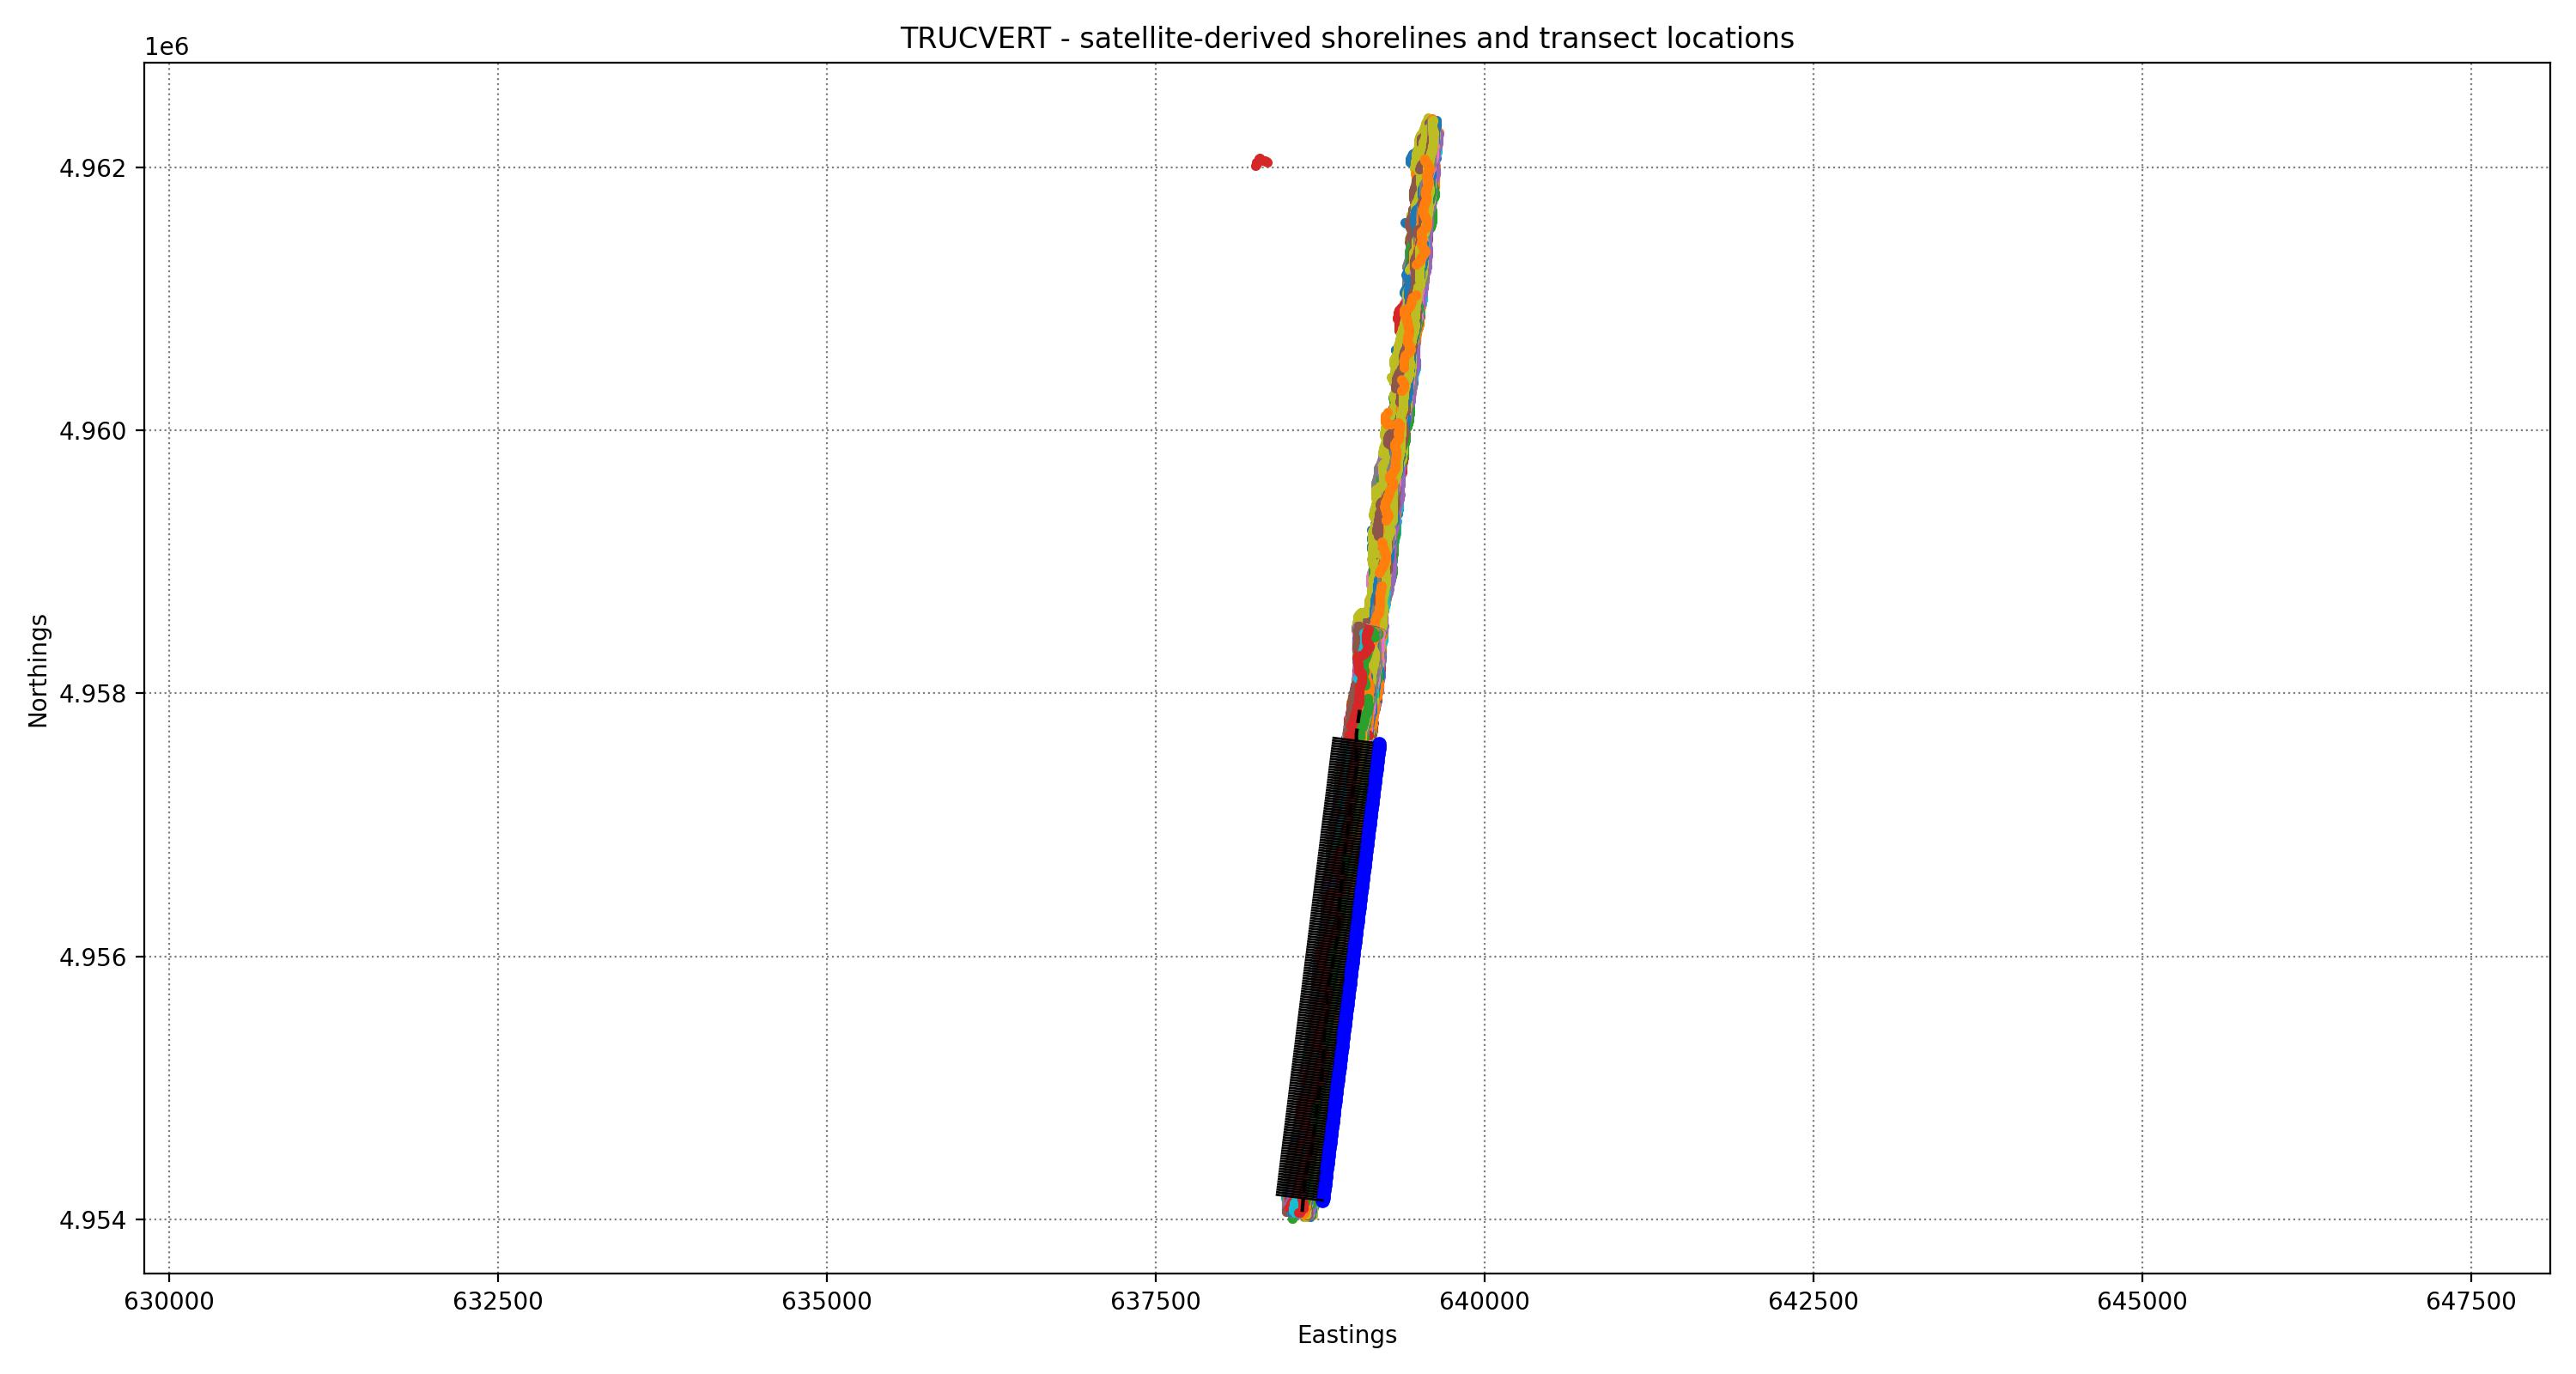 TRUCVERT - satellite-derived shorelines and transect locations
1e6
4.962
4.960
4.958
4.956
4.954
Northings
630000 632500 635000 637500 640000 642500 645000 647500
Eastings